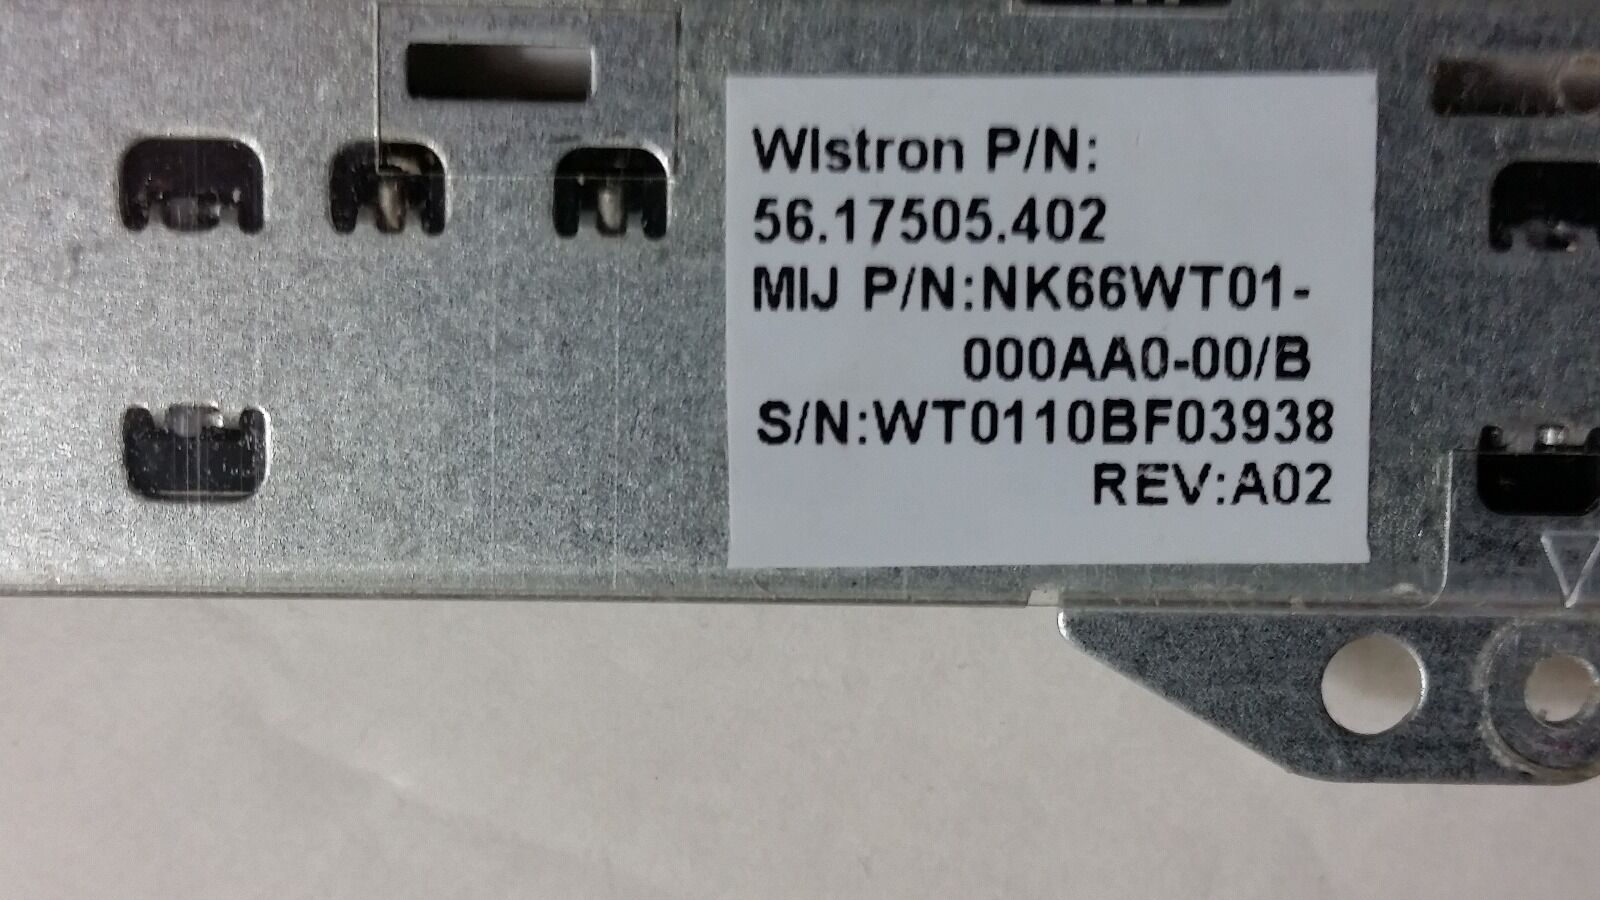 WIstron P/N:
56.17505.402
MIJ P/N:NK66WT01-
000AA0-00/B
S/N:WT0110BF03938
REV:A02